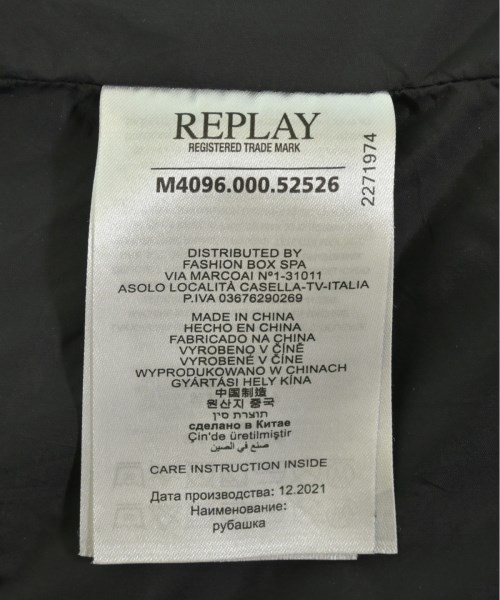 REPLAY
REGISTERED TRADE MARK
M4096.000.52526
2271974
DISTRIBUTED BY
FASHION BOX SPA
VIA MARCOAI Nº1-31011
ASOLO LOCALITÀ CASELLA-TV-ITALIA
P.IVA 03676290269
MADE IN CHINA
HECHO EN CHINA
FABRICADO NA CHINA
VYROBENO V ČÍNĚ
VYROBENÉ V ČÍNE
WYPRODUKOWANO W CHINACH
GYÁRTÁSI HELY KÍNA
中国制造
원산지 중국
תוצרת סין
сделано в Китае
Çin'de üretilmiştir
صنع في الصين
CARE INSTRUCTION INSIDE
Дата производства: 12.2021
Наименование:
рубашка